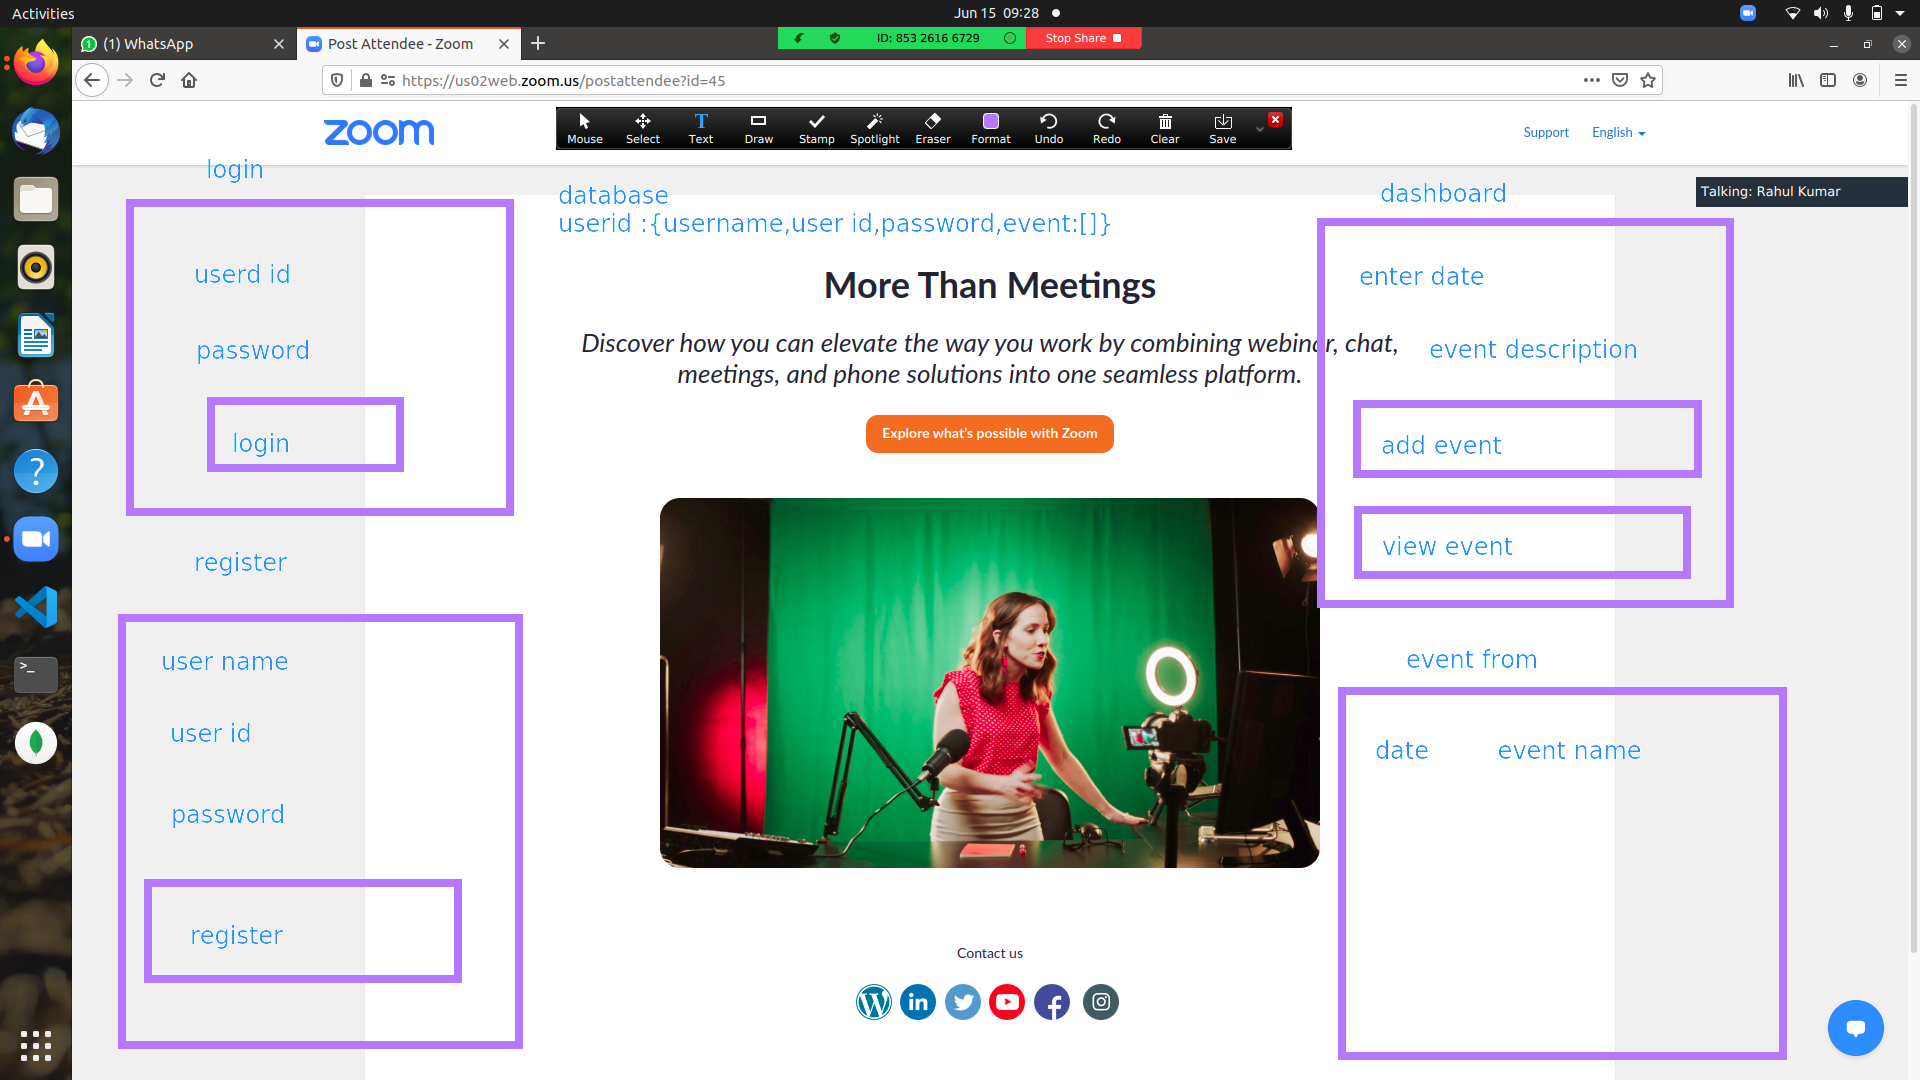 Activities
Jun 15 09:28
(1) WhatsApp
Post Attendee - Zoom
ID: 853 2616 6729
Stop Share
https://us02web.zoom.us/postattendee?id=45
zoom
Mouse
Select
Text
Draw
Stamp
Spotlight
Eraser
Format
Undo
Redo
Clear
Save
Support
English
Talking: Rahul Kumar
login
userd id
password
login
register
user name
user id
password
register
database
userid :{username,user id,password,event:[]}
More Than Meetings
Discover how you can elevate the way you work by combining webinar, chat,
meetings, and phone solutions into one seamless platform.
Explore what's possible with Zoom
Contact us
dashboard
enter date
event description
add event
view event
event from
date event name